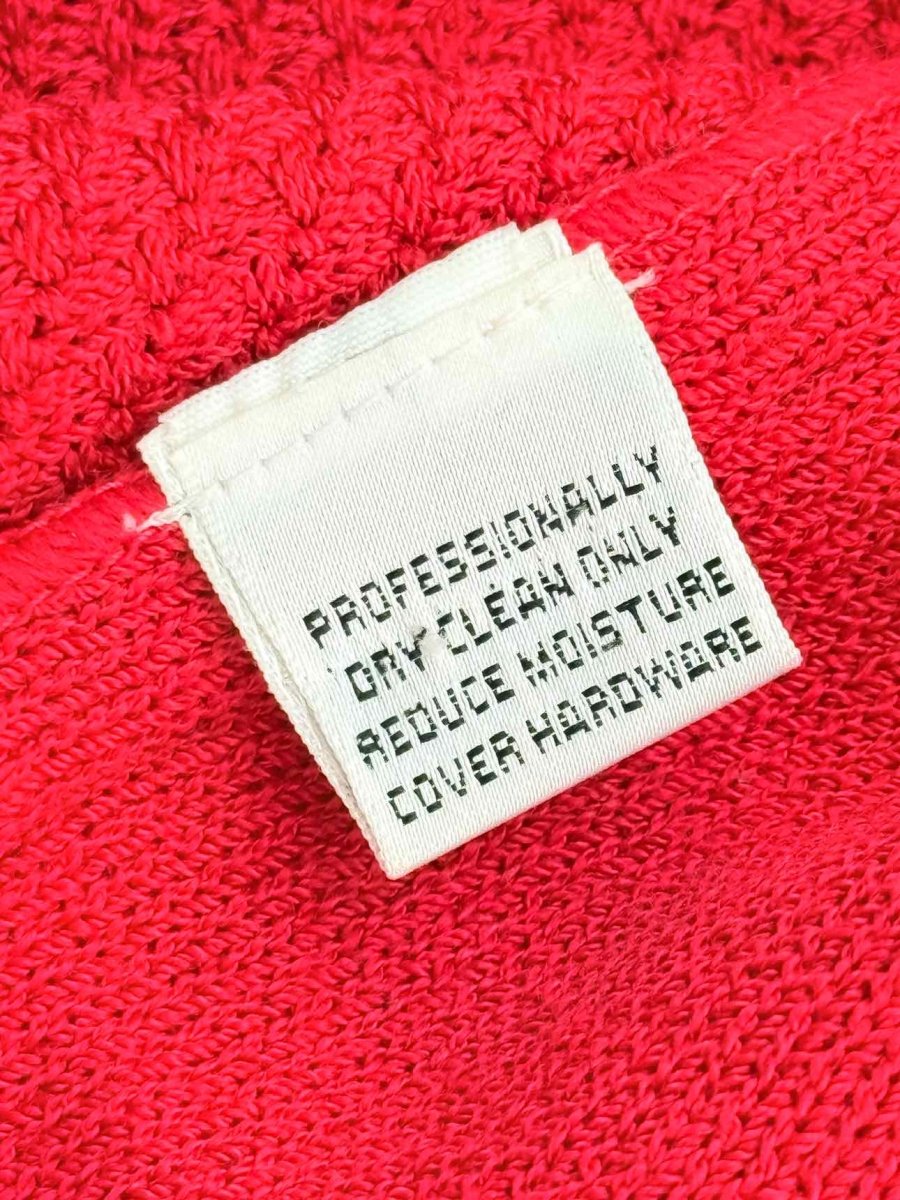 PROFESSIONALLY
DRY CLEAN ONLY
REDUCE MOISTURE
COVER HARDWARE